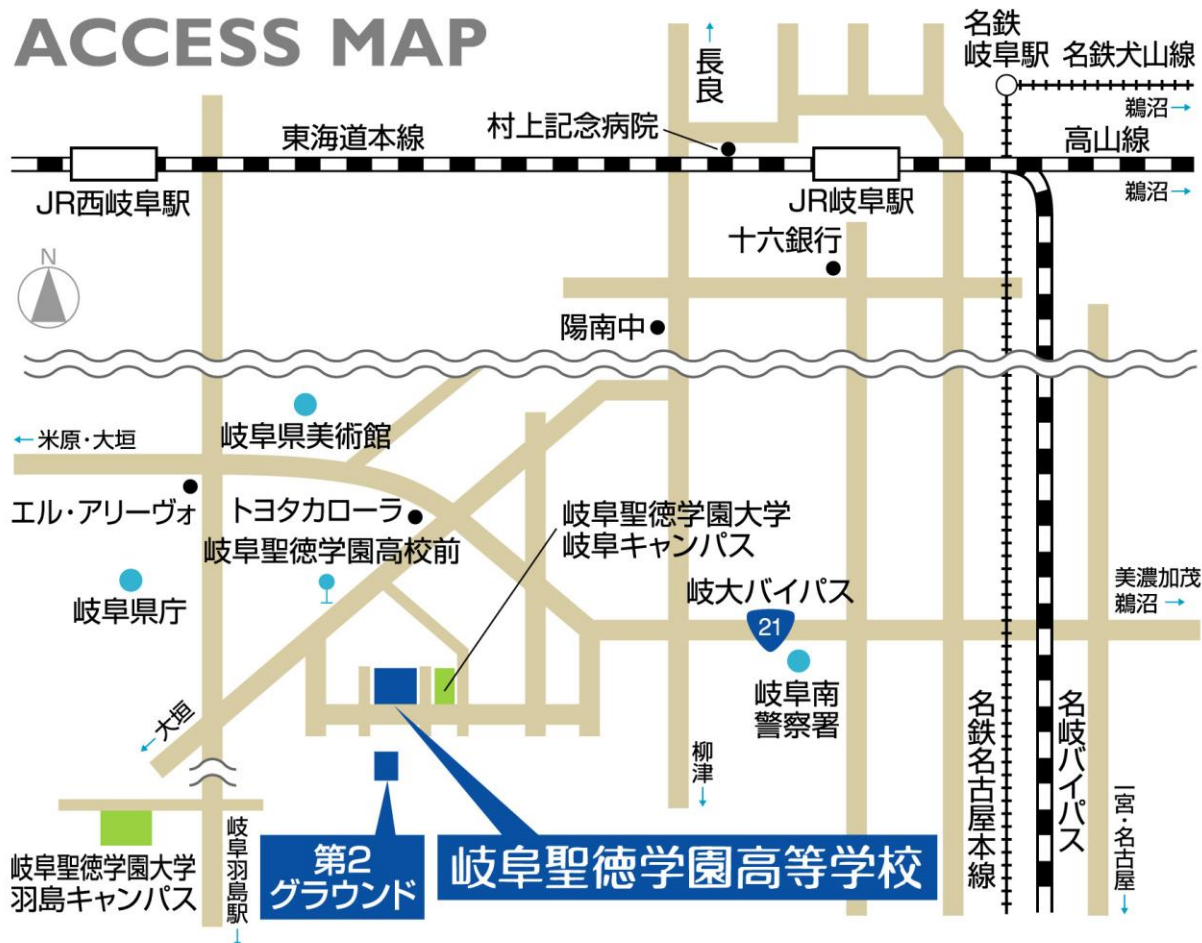 ACCESS MAP
↑
長良
名鉄
岐阜駅
名鉄犬山線
鵜沼→
村上記念病院
東海道本線
高山線
JR西岐阜駅
JR岐阜駅
鵜沼→
十六銀行
N
陽南中
岐阜県美術館
←米原・大垣
エル・アリーヴォ
トヨタカローラ
岐阜聖徳学園高校前
岐阜聖徳学園大学
岐阜キャンパス
岐阜県庁
岐大バイパス
21
美濃加茂
鵜沼→
岐阜南
警察署
←大垣
柳津↓
名鉄名古屋本線
名岐バイパス
一宮・名古屋↓
岐阜聖徳学園大学
羽島キャンパス
岐阜羽島駅↓
第2
グラウンド
岐阜聖徳学園高等学校